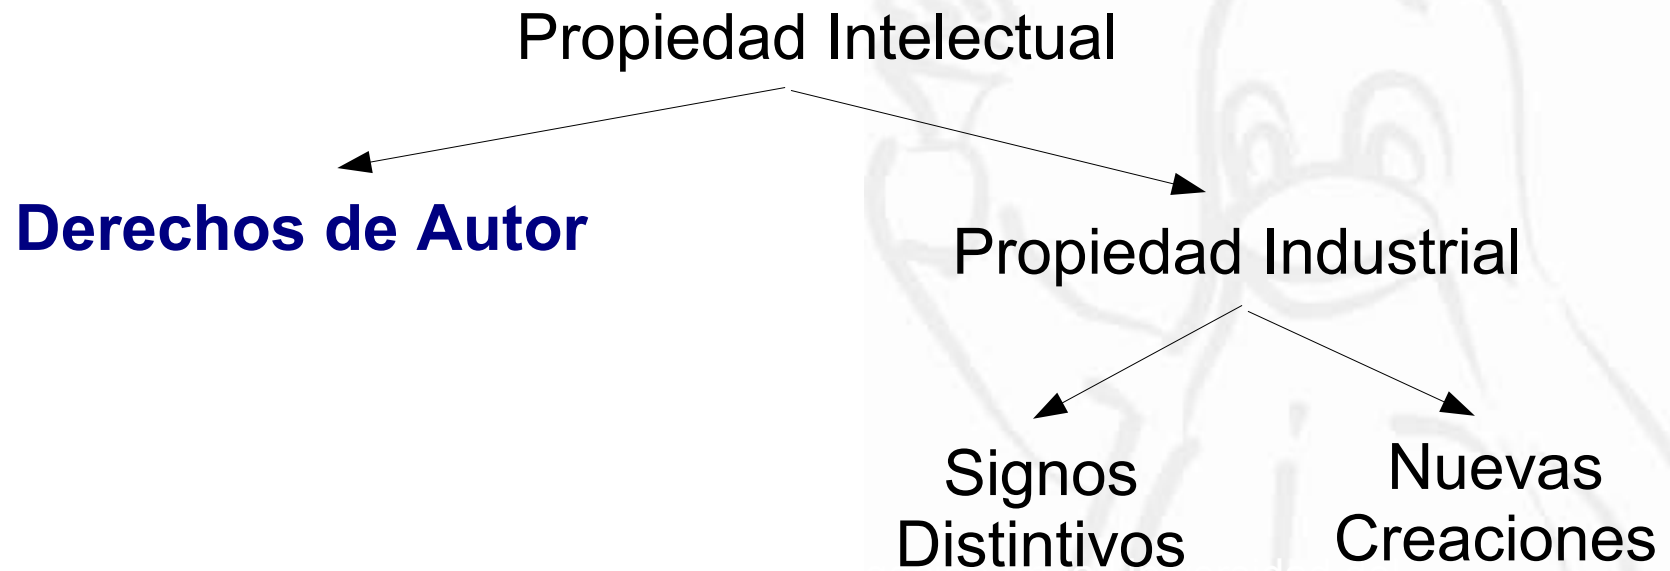 Propiedad Intelectual
Derechos de Autor
Propiedad Industrial
Signos
Distintivos
Nuevas
Creaciones